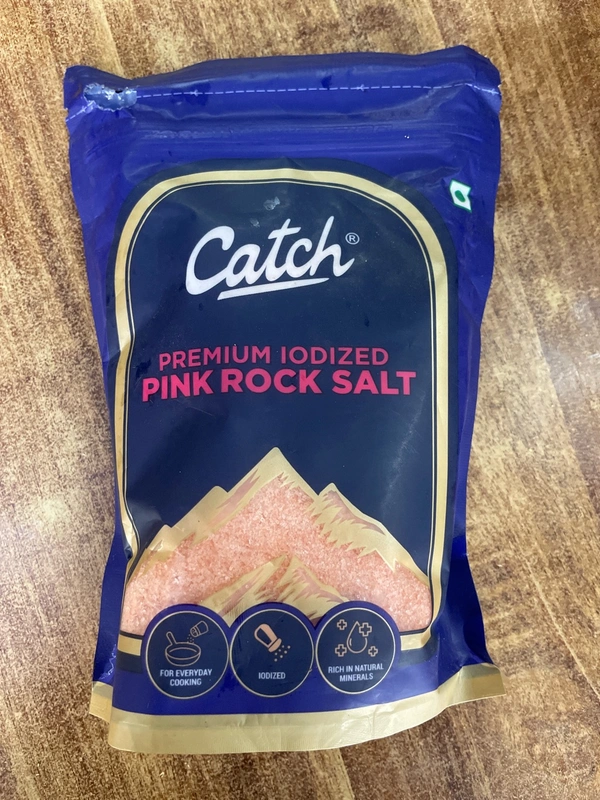 Catch®
PREMIUM IODIZED
PINK ROCK SALT
FOR EVERYDAY
COOKING
IODIZED
RICH IN NATURAL
MINERALS